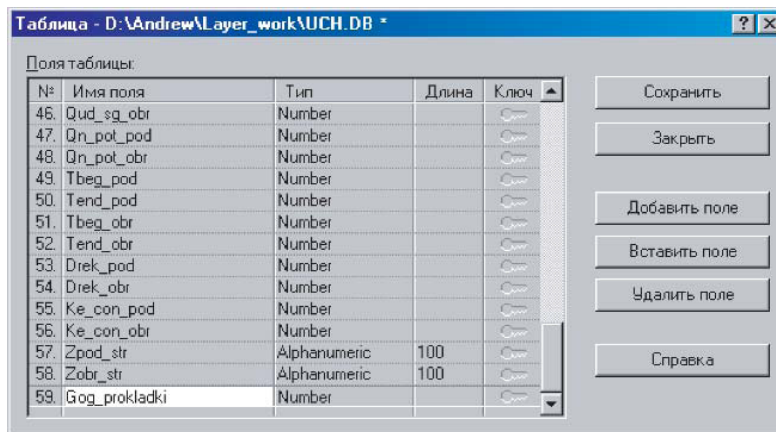 Таблица - D:\Andrew\Layer_work\UCH.DB *
Поля таблицы:
№ Имя поля Тип Длина Ключ
46. Qud_sg_obr Number
47. Qn_pot_pod Number
48. Qn_pot_obr Number
49. Tbeg_pod Number
50. Tend_pod Number
51. Tbeg_obr Number
52. Tend_obr Number
53. Drek_pod Number
54. Drek_obr Number
55. Ke_con_pod Number
56. Ke_con_obr Number
57. Zpod_str Alphanumeric 100
58. Zobr_str Alphanumeric 100
59. Gog_prokladki Number
Сохранить
Закрыть
Добавить поле
Вставить поле
Удалить поле
Справка